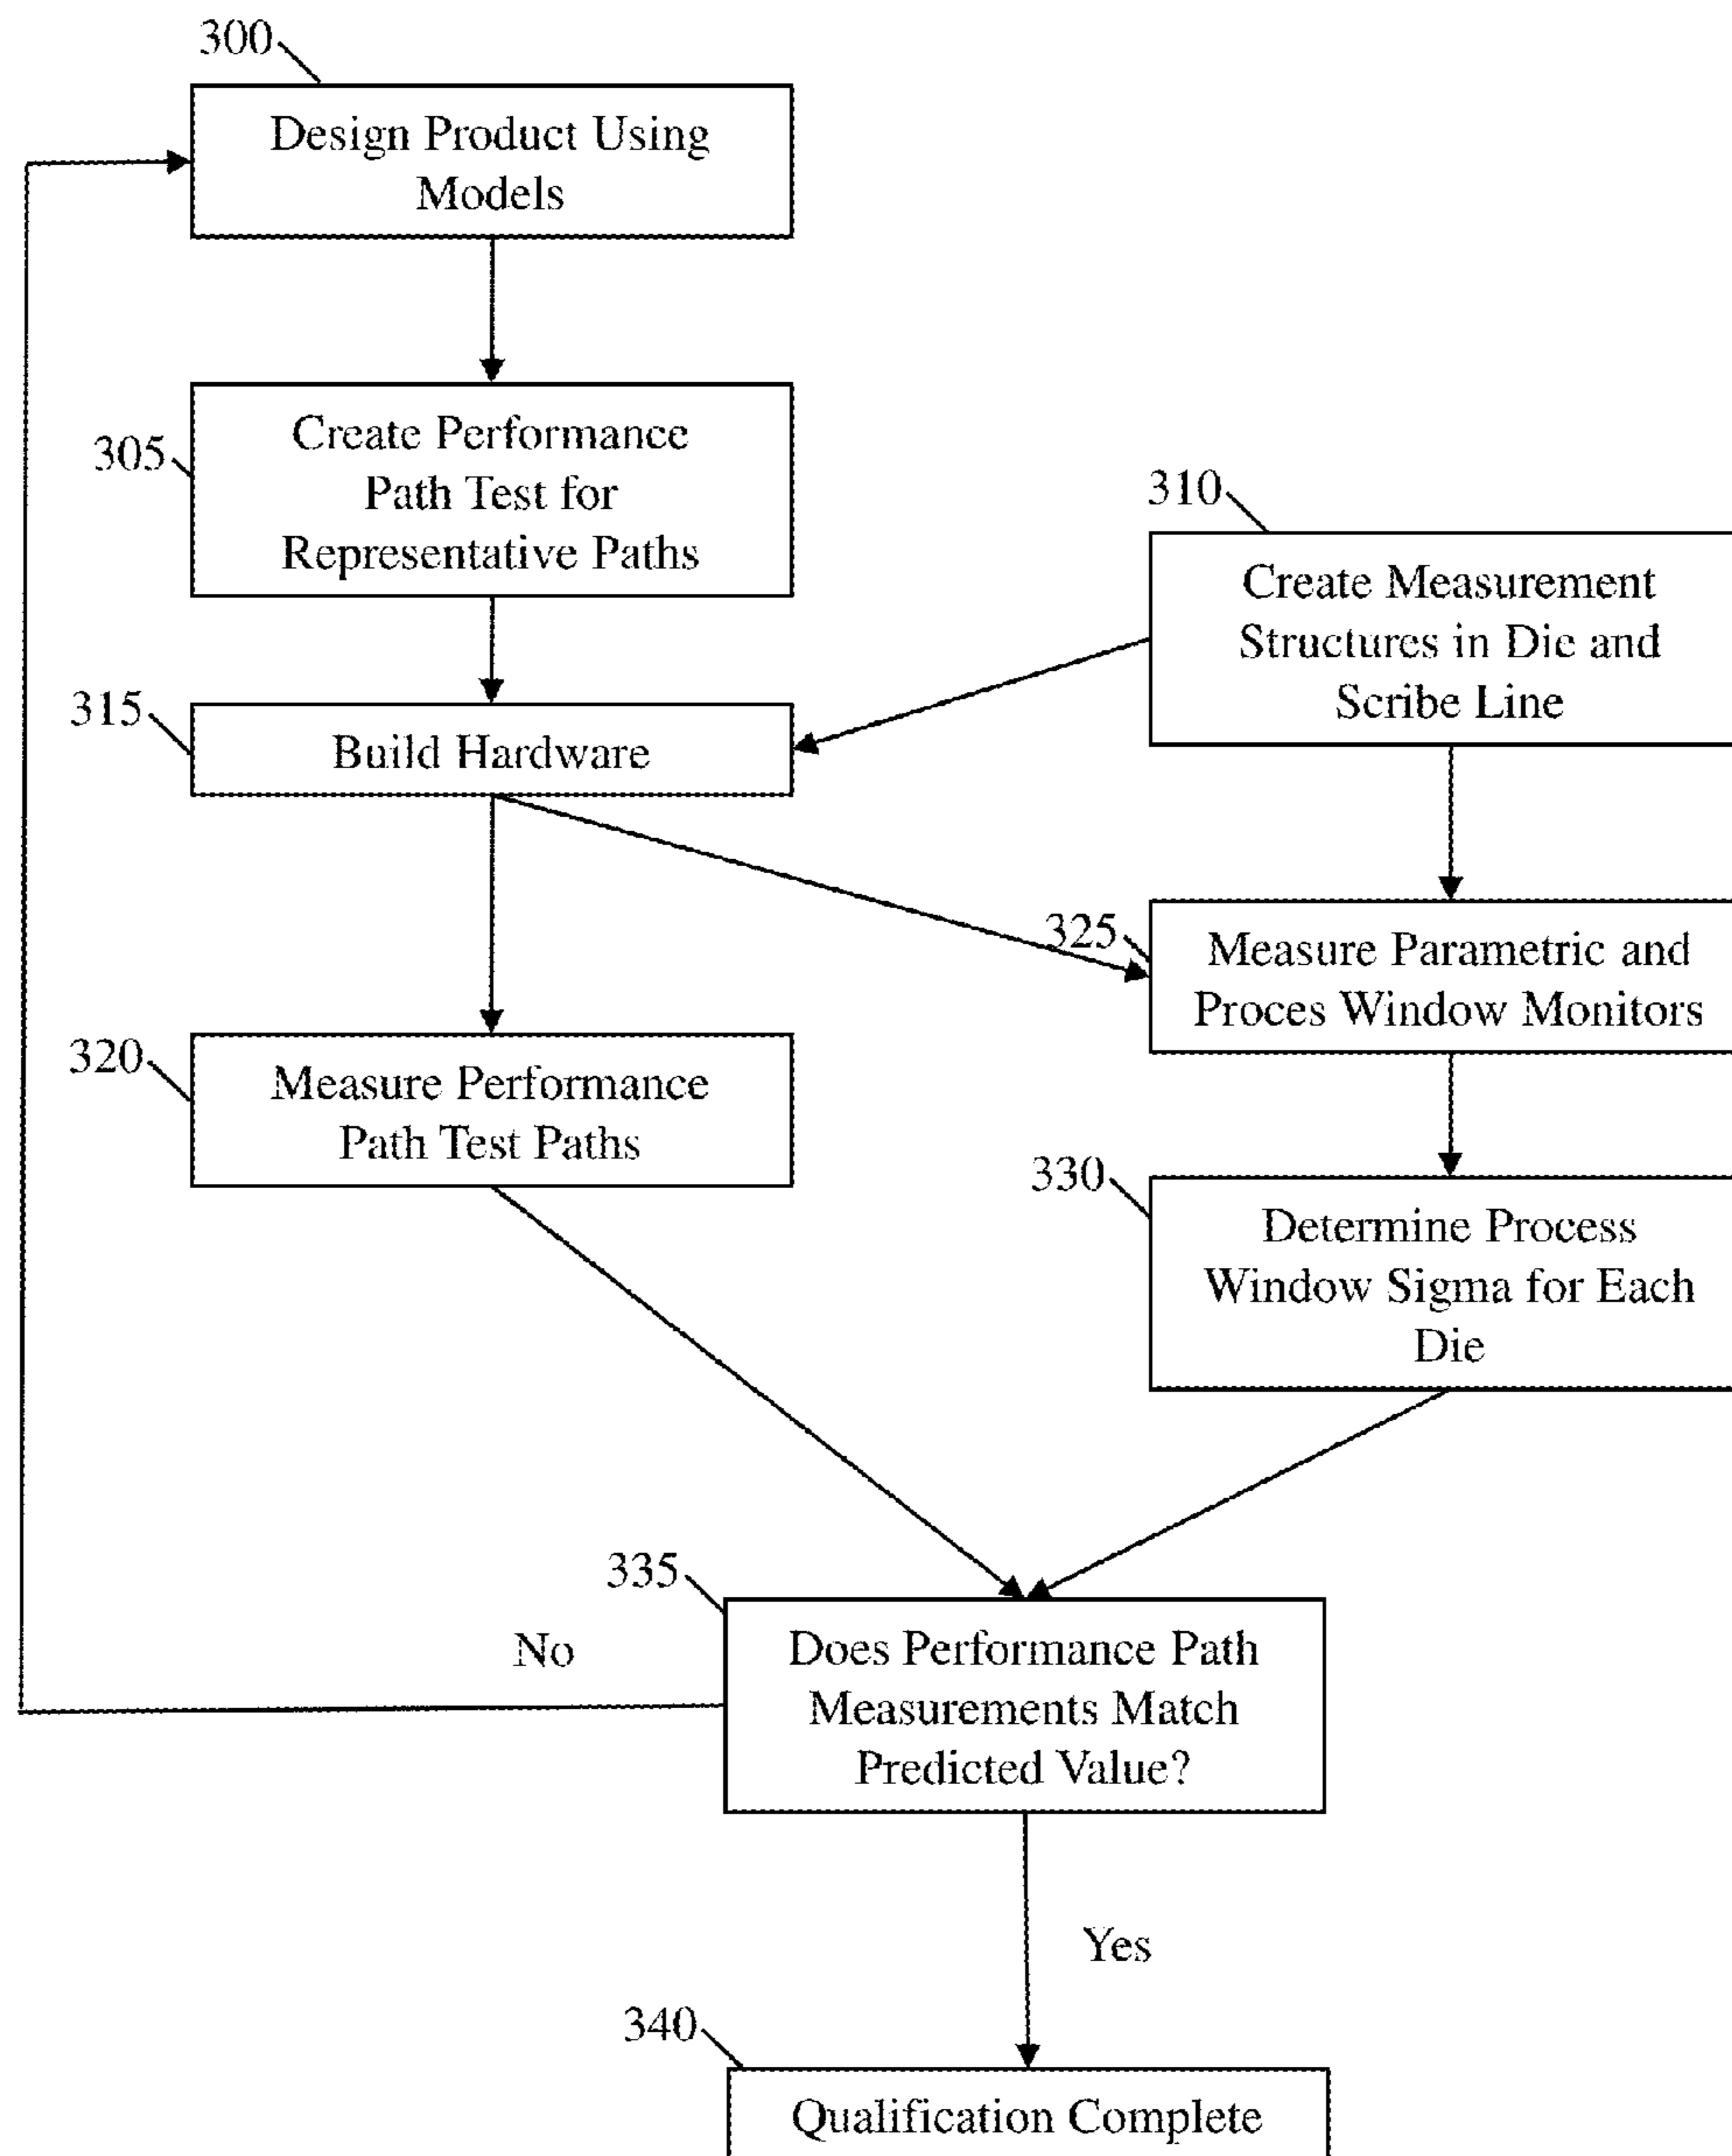 300
Design Product Using
Models
305
Create Performance
Path Test for
Representative Paths
310
Create Measurement
Structures in Die and
Scribe Line
315
Build Hardware
325
Measure Parametric and
Proces Window Monitors
320
Measure Performance
Path Test Paths
330
Determine Process
Window Sigma for Each
Die
335
Does Performance Path
Measurements Match
Predicted Value?
No
Yes
340
Qualification Complete